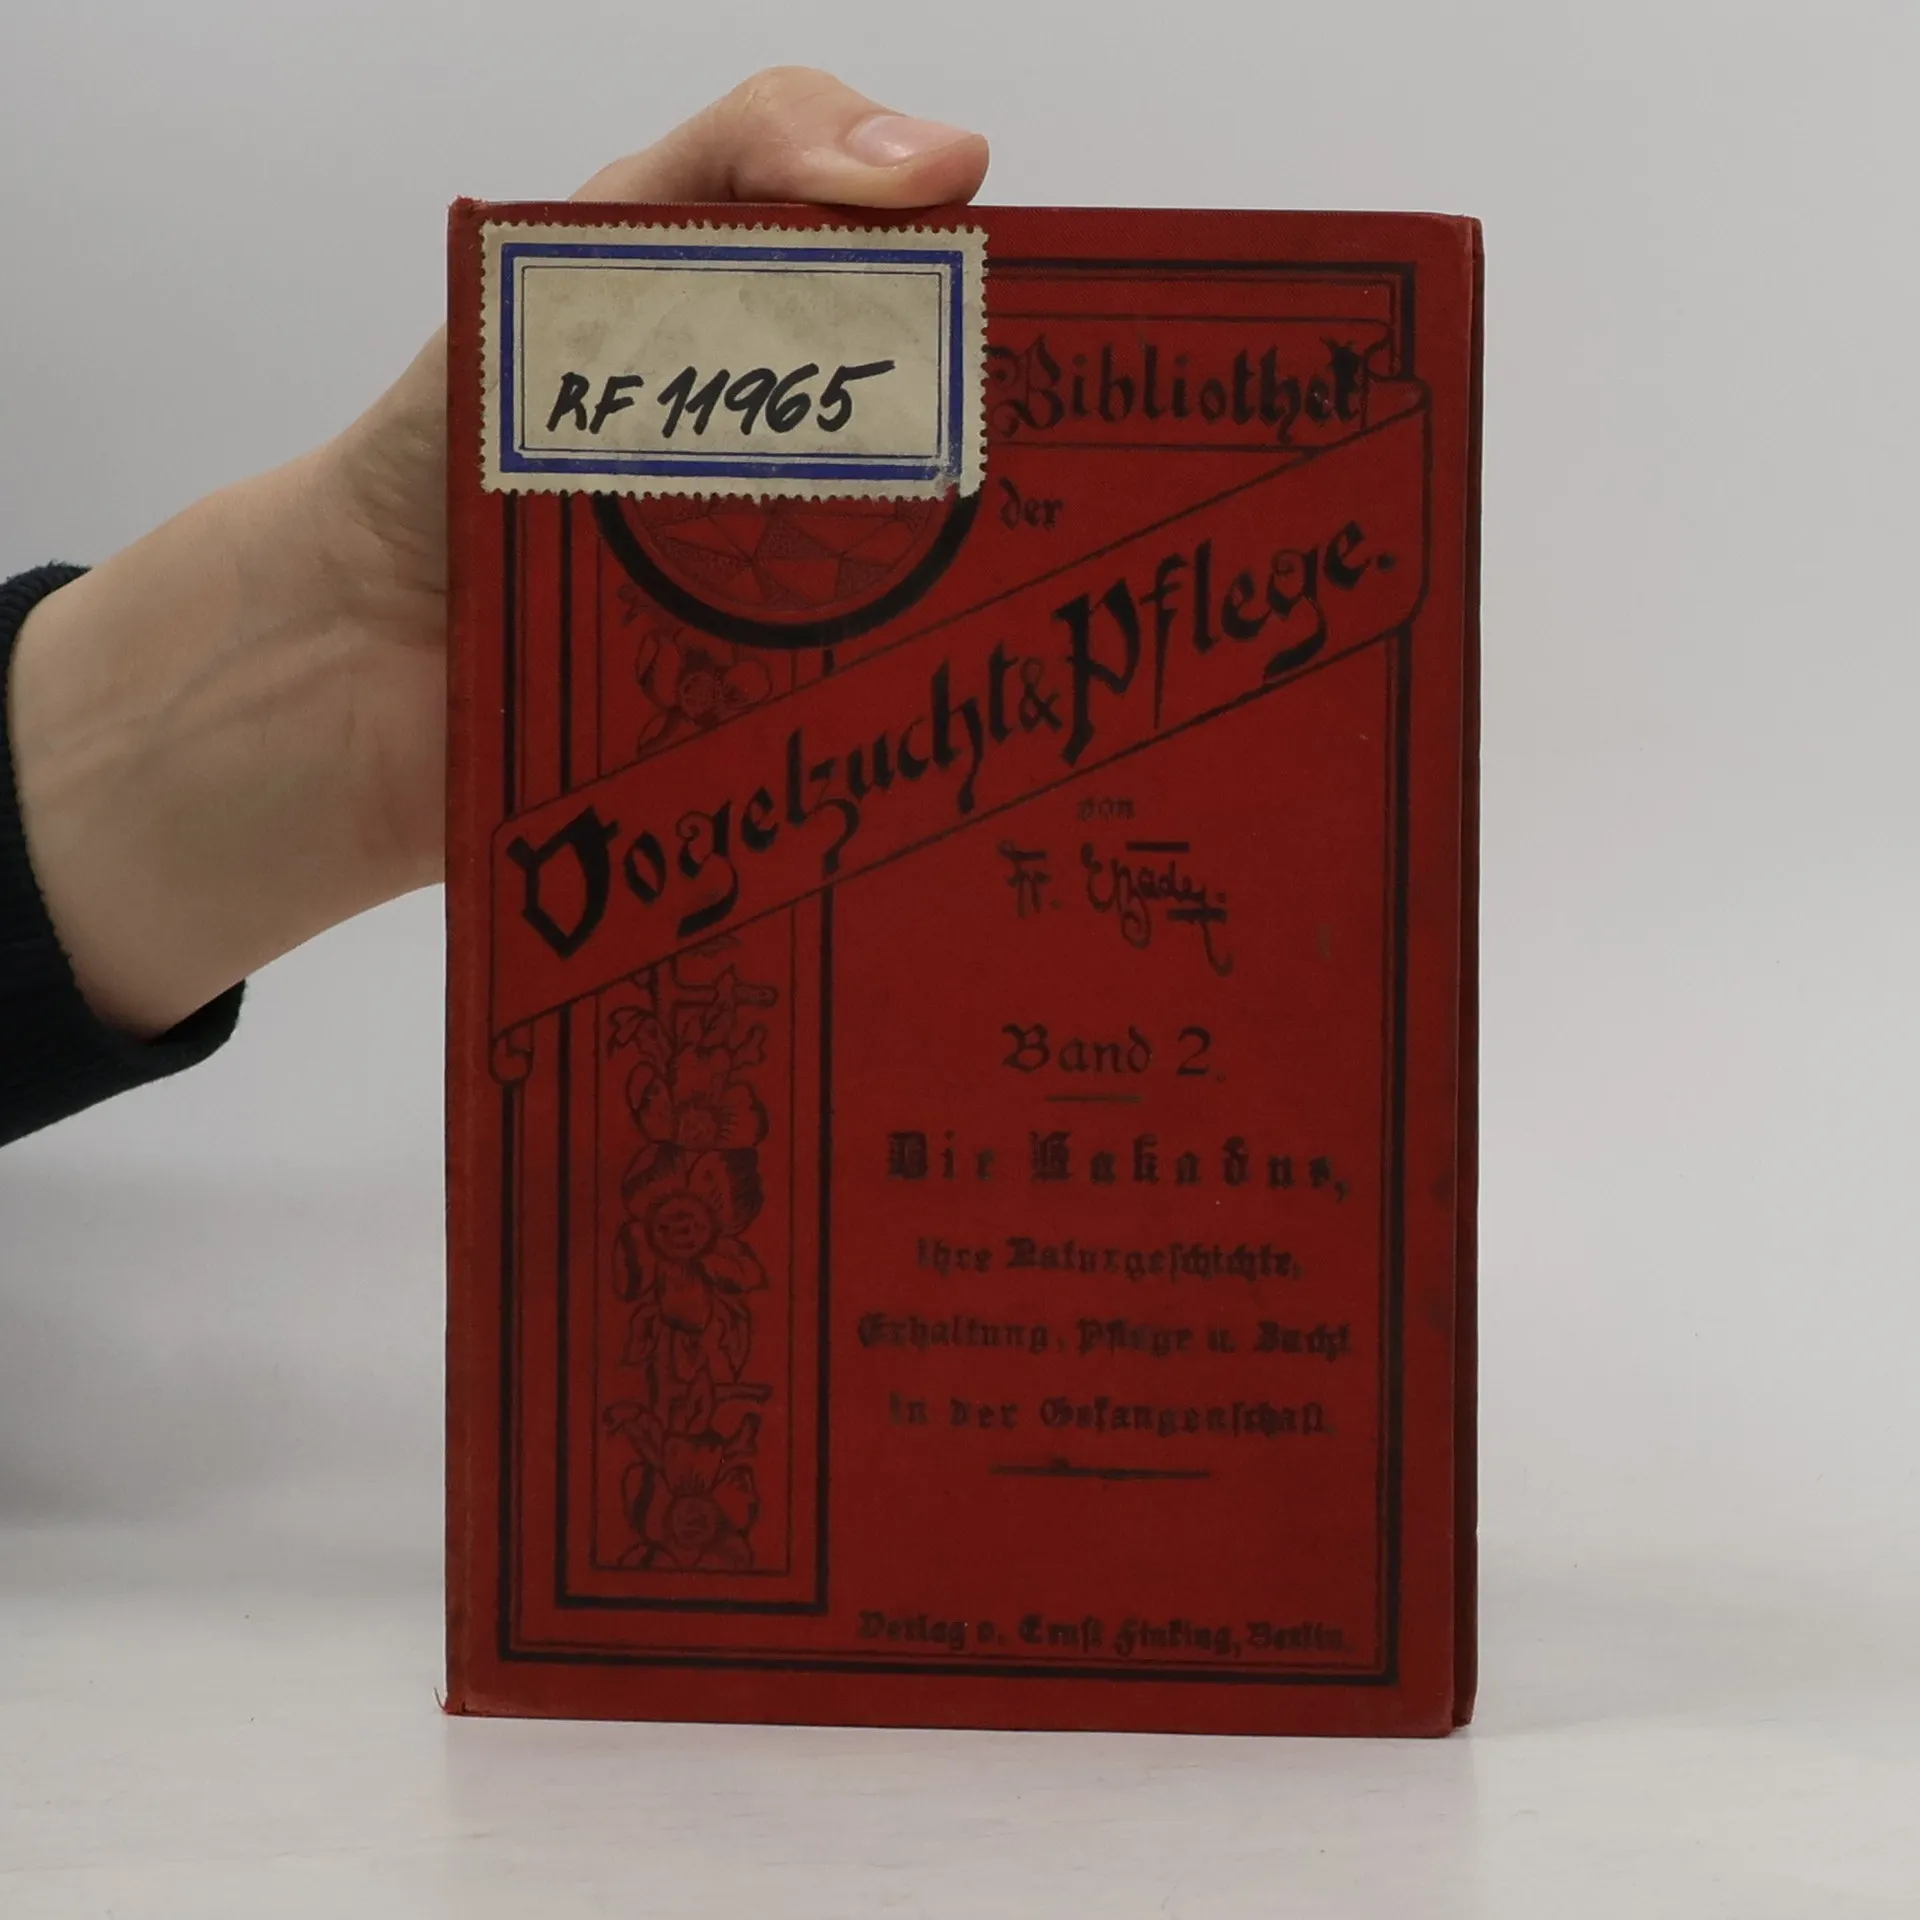 RF 11965
Bibliothek
der
Vogelzucht & Pflege.
von
Fr.
Band 2.
Die Kakadus,
ihre Naturgeschichte,
Erhaltung, Pflege u. Zucht
in der Gefangenschaft.
Verlag v. Ernst Finking, Berlin.